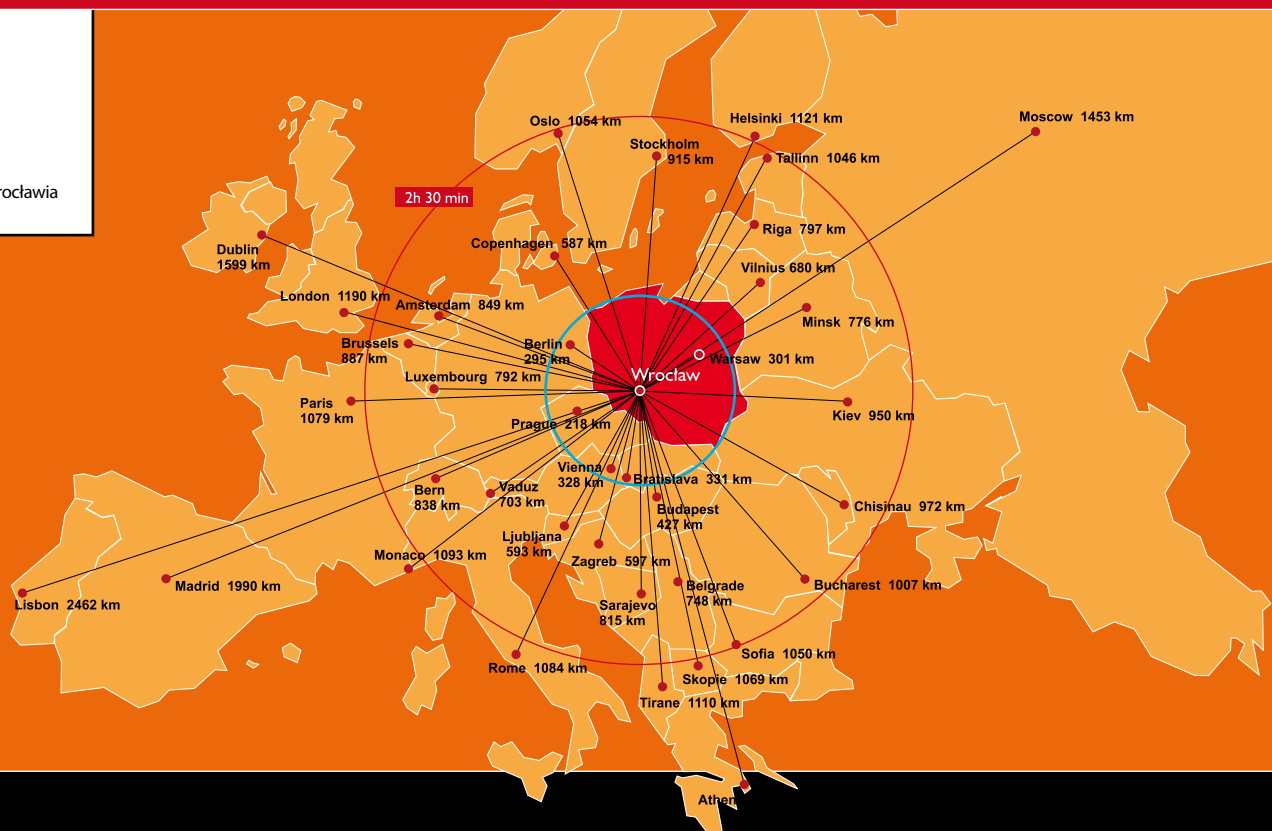 rocławia
Oslo 1054 km
Helsinki 1121 km
Moscow 1453 km
Stockholm
915 km
Tallinn 1046 km
2h 30 min
Riga 797 km
Dublin
1599 km
Copenhagen 587 km
Vilnius 680 km
London 1190 km
Amsterdam 849 km
Minsk 776 km
Brussels
887 km
Berlin
295 km
Warsaw 301 km
Wrocław
Luxembourg 792 km
Paris
1079 km
Kiev 950 km
Prague 218 km
Vienna
328 km
Bratislava 331 km
Bern
838 km
Vaduz
703 km
Budapest
427 km
Chisinau 972 km
Ljubljana
593 km
Monaco 1093 km
Zagreb 597 km
Madrid 1990 km
Belgrade
748 km
Bucharest 1007 km
Lisbon 2462 km
Sarajevo
815 km
Sofia 1050 km
Rome 1084 km
Skopje 1069 km
Tirane 1110 km
Athen